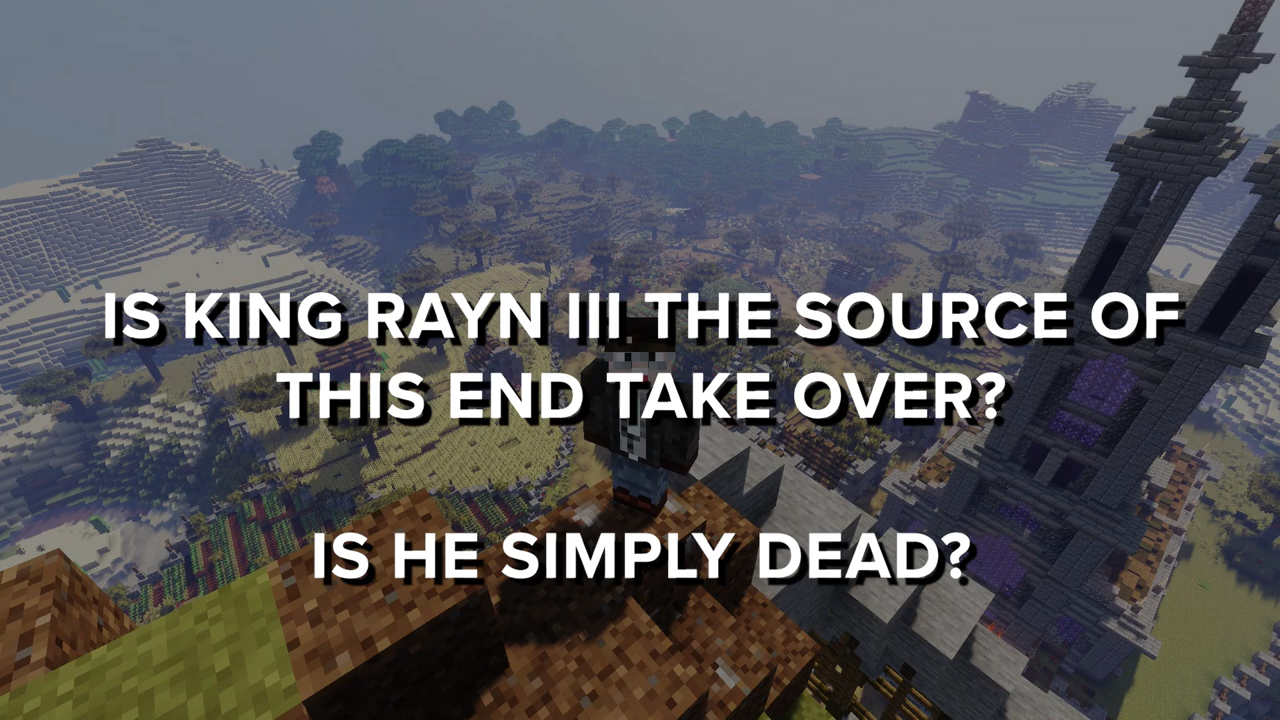 IS KING RAYN III THE SOURCE OF
THIS END TAKE OVER?
IS HE SIMPLY DEAD?